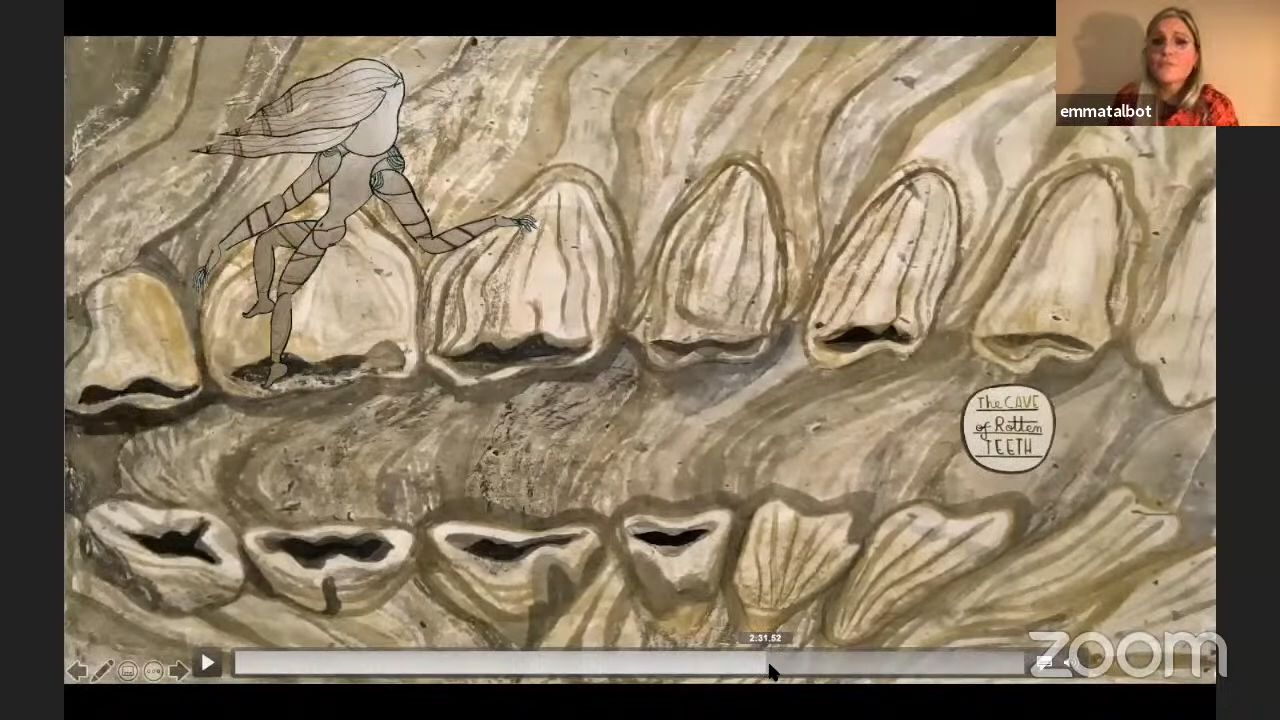 emmatalbot
The CAVE
of Rotten
TEETH
2:31.52
zoom